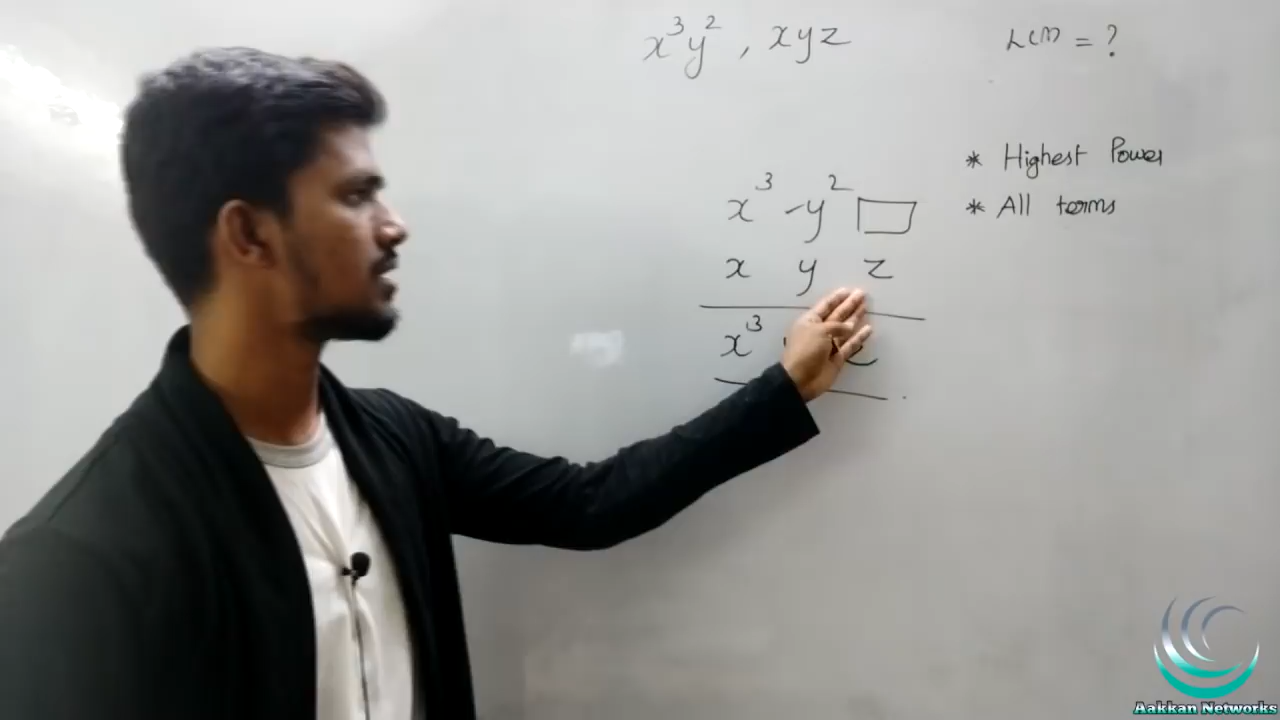 x³y² , xyz
LCM = ?
* Highest Power
* All terms
x³ y²
x y z
x³
Aakkan Networks